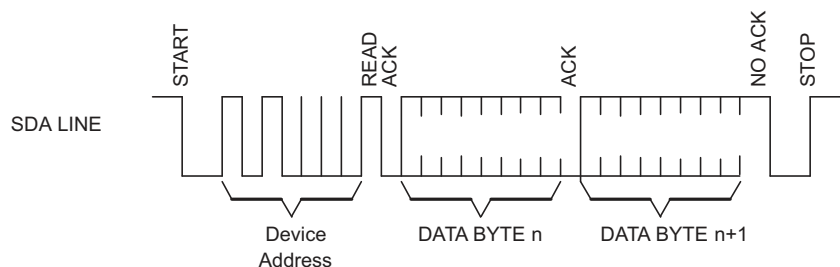 START
READ
ACK
ACK
NO ACK
STOP
SDA LINE
Device
Address
DATA BYTE n
DATA BYTE n+1